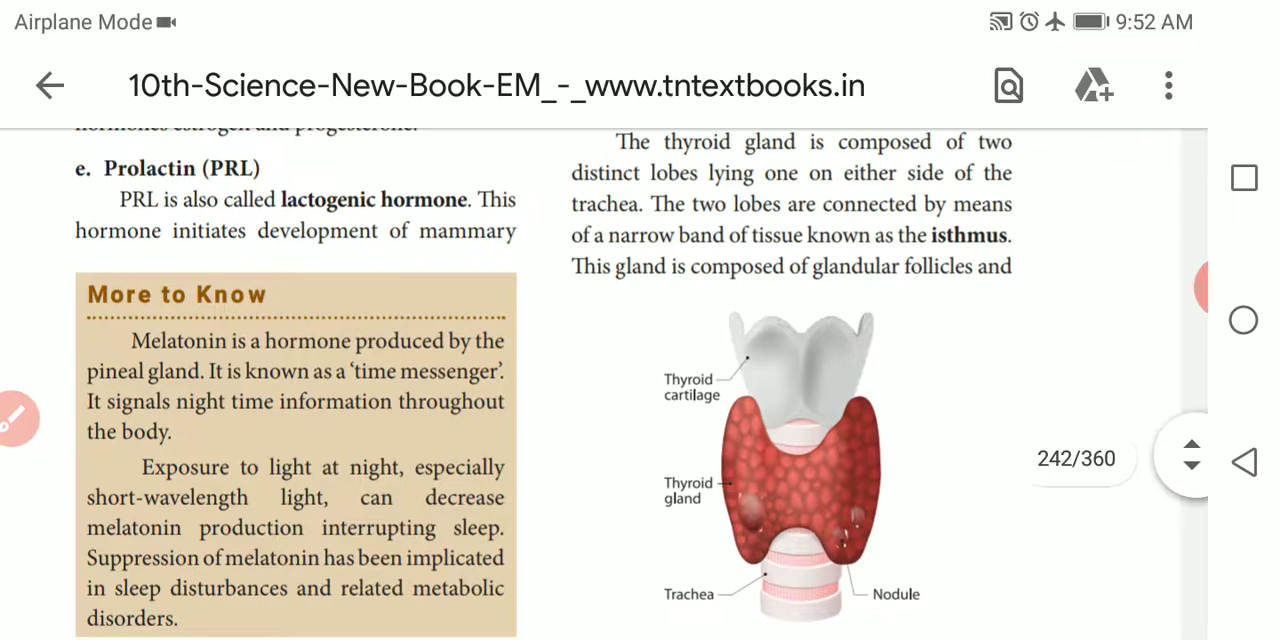 Airplane Mode
9:52 AM
10th-Science-New-Book-EM_-_www.tntextbooks.in
hormones estrogen and progesterone.
e. Prolactin (PRL)
PRL is also called lactogenic hormone. This
hormone initiates development of mammary
More to Know
Melatonin is a hormone produced by the
pineal gland. It is known as a ‘time messenger’.
It signals night time information throughout
the body.
Exposure to light at night, especially
short-wavelength light, can decrease
melatonin production interrupting sleep.
Suppression of melatonin has been implicated
in sleep disturbances and related metabolic
disorders.
The thyroid gland is composed of two
distinct lobes lying one on either side of the
trachea. The two lobes are connected by means
of a narrow band of tissue known as the isthmus.
This gland is composed of glandular follicles and
Thyroid
cartilage
Thyroid
gland
Trachea
Nodule
242/360